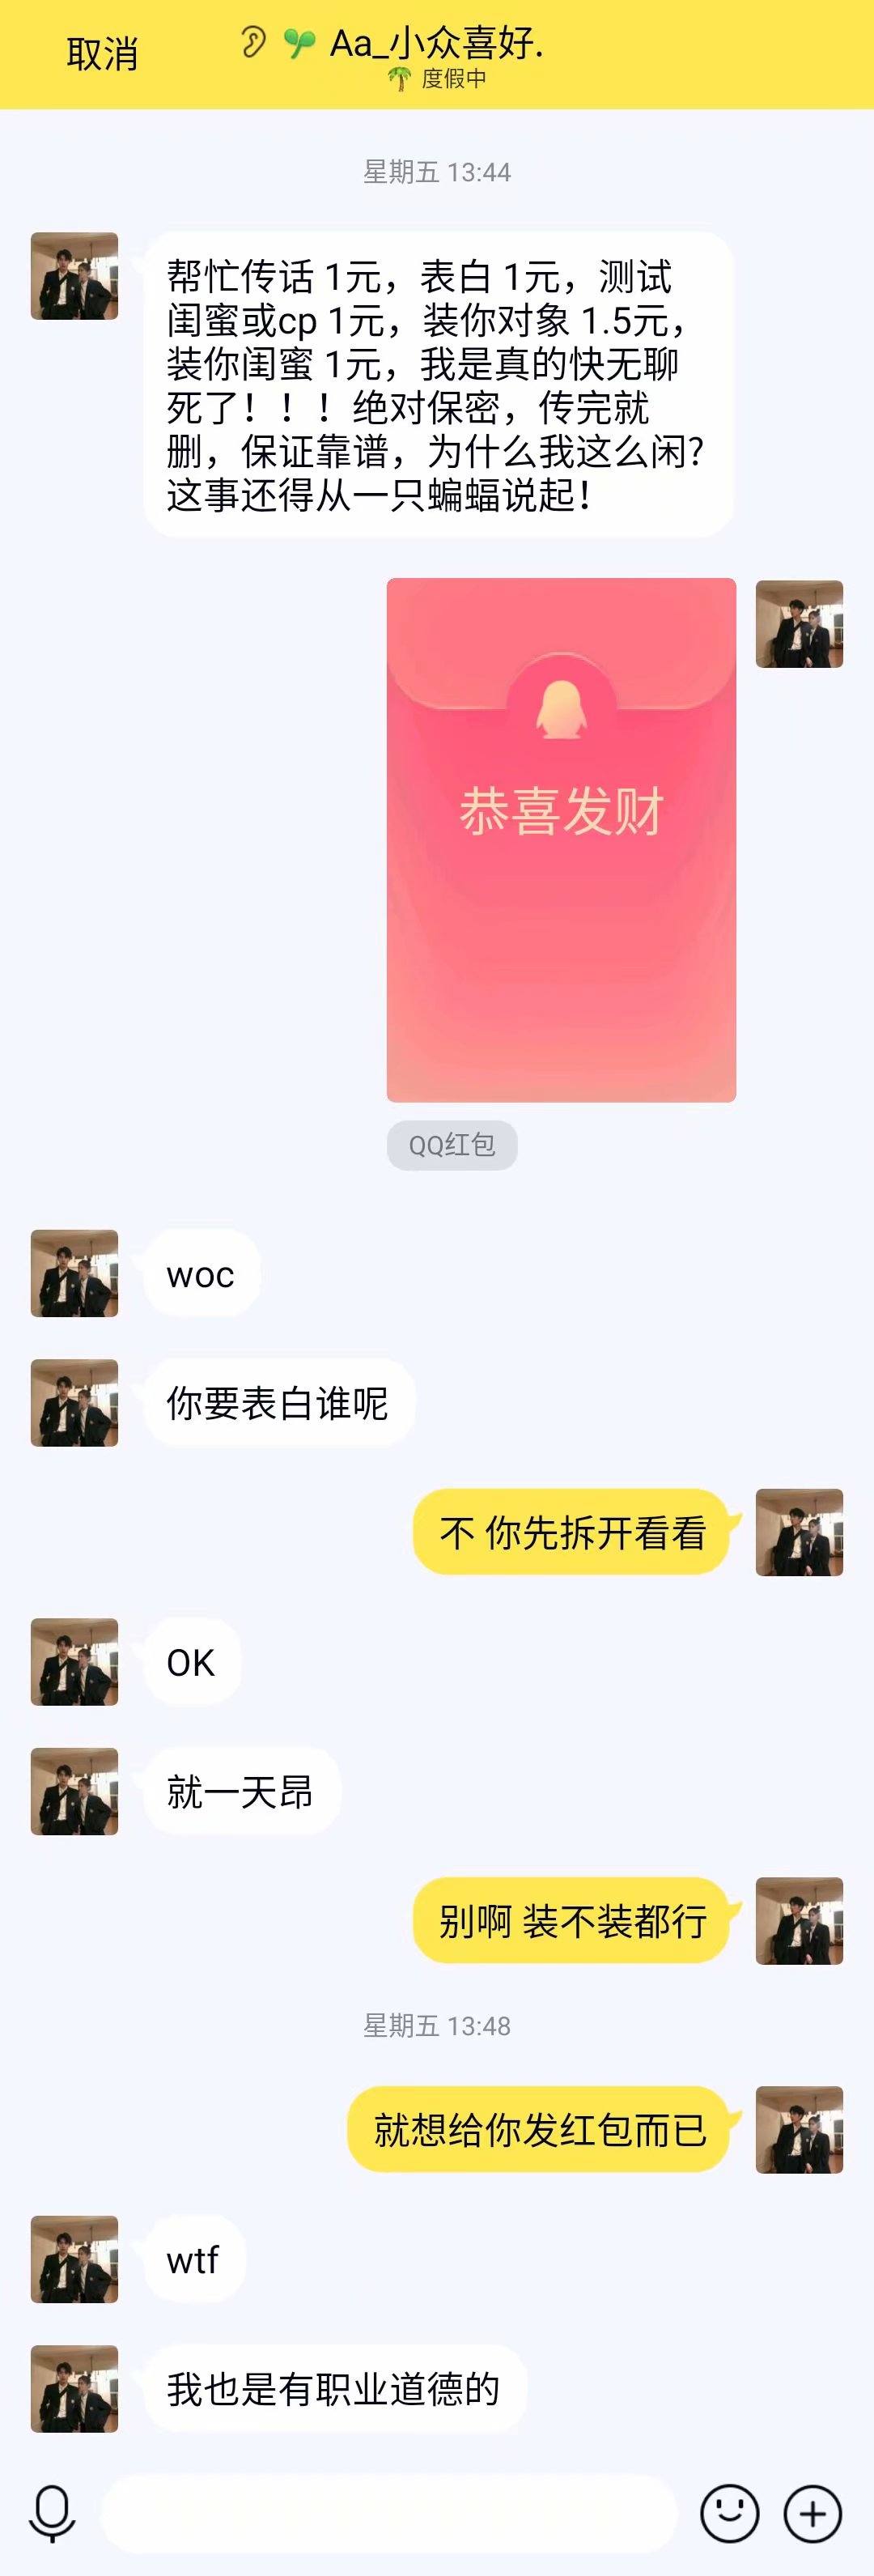 取消
Aa_小众喜好.
度假中
星期五 13:44
帮忙传话 1元，表白 1元，测试
闺蜜或cp 1元，装你对象 1.5元，
装你闺蜜 1元，我是真的快无聊
死了！！！绝对保密，传完就
删，保证靠谱，为什么我这么闲？
这事还得从一只蝙蝠说起！
恭喜发财
QQ红包
woc
你要表白谁呢
不 你先拆开看看
OK
就一天昂
别啊 装不装都行
星期五 13:48
就想给你发红包而已
wtf
我也是有职业道德的